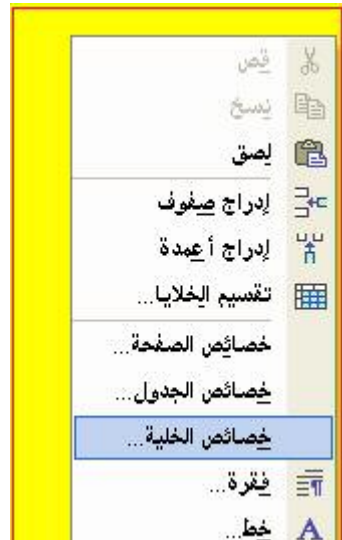 قص
نسخ
لصق
إدراج صفوف
إدراج أعمدة
تقسيم الخلايا...
خصائص الصفحة...
خصائص الجدول...
خصائص الخلية...
فقرة...
خط...